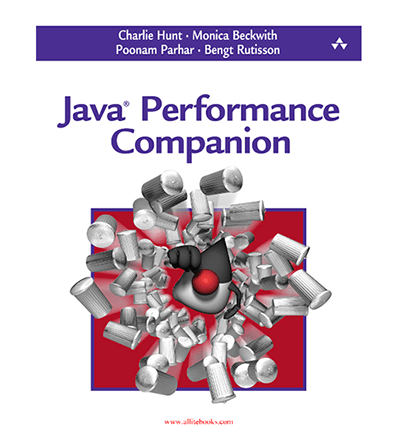 Charlie Hunt · Monica Beckwith
Poonam Parhar · Bengt Rutisson
Java® Performance
Companion
www.allitebooks.com